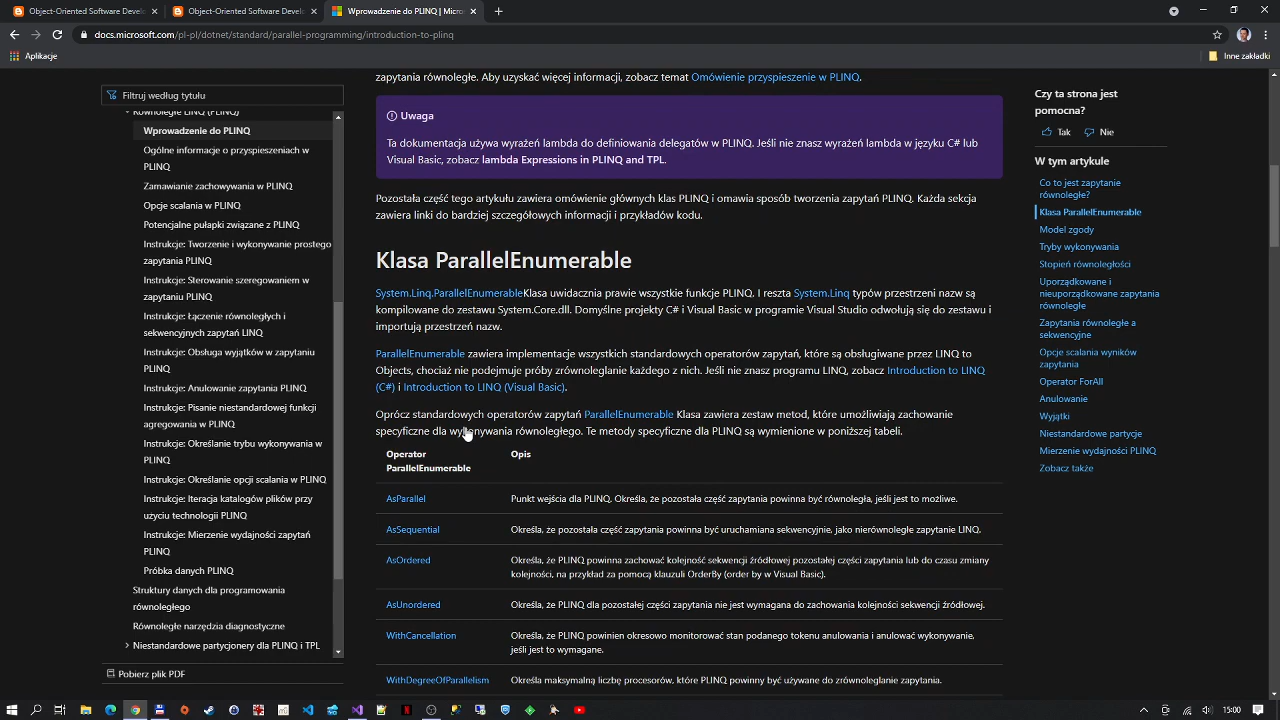 Object-Oriented Software Devel
Object-Oriented Software Devel
Wprowadzenie do PLINQ | Micro
docs.microsoft.com/pl-pl/dotnet/standard/parallel-programming/introduction-to-plinq
Aplikacje
Inne zakładki
Filtruj według tytułu
Równoległe LINQ (PLINQ)
Wprowadzenie do PLINQ
Ogólne informacje o przyspieszeniach w
PLINQ
Zamawianie zachowywania w PLINQ
Opcje scalania w PLINQ
Potencjalne pułapki związane z PLINQ
Instrukcje: Tworzenie i wykonywanie prostego
zapytania PLINQ
Instrukcje: Sterowanie szeregowaniem w
zapytaniu PLINQ
Instrukcje: Łączenie równoległych i
sekwencyjnych zapytań LINQ
Instrukcje: Obsługa wyjątków w zapytaniu
PLINQ
Instrukcje: Anulowanie zapytania PLINQ
Instrukcje: Pisanie niestandardowej funkcji
agregowania w PLINQ
Instrukcje: Określanie trybu wykonywania w
PLINQ
Instrukcje: Określanie opcji scalania w PLINQ
Instrukcje: Iteracja katalogów plików przy
użyciu technologii PLINQ
Instrukcje: Mierzenie wydajności zapytań
PLINQ
Próbka danych PLINQ
Struktury danych dla programowania
równoległego
Równoległe narzędzia diagnostyczne
Niestandardowe partycjonery dla PLINQ i TPL
Pobierz plik PDF
zapytania równoległe. Aby uzyskać więcej informacji, zobacz temat Omówienie przyspieszenie w PLINQ.
Uwaga
Ta dokumentacja używa wyrażeń lambda do definiowania delegatów w PLINQ. Jeśli nie znasz wyrażeń lambda w języku C# lub
Visual Basic, zobacz lambda Expressions in PLINQ and TPL.
Pozostała część tego artykułu zawiera omówienie głównych klas PLINQ i omawia sposób tworzenia zapytań PLINQ. Każda sekcja
zawiera linki do bardziej szczegółowych informacji i przykładów kodu.
Klasa ParallelEnumerable
System.Linq.ParallelEnumerableKlasa uwidacznia prawie wszystkie funkcje PLINQ. I reszta System.Linq typów przestrzeni nazw są
kompilowane do zestawu System.Core.dll. Domyślne projekty C# i Visual Basic w programie Visual Studio odwołują się do zestawu i
importują przestrzeń nazw.
ParallelEnumerable zawiera implementacje wszystkich standardowych operatorów zapytań, które są obsługiwane przez LINQ to
Objects, chociaż nie podejmuje próby zrównoleglanie każdego z nich. Jeśli nie znasz programu LINQ, zobacz Introduction to LINQ
(C#) i Introduction to LINQ (Visual Basic).
Oprócz standardowych operatorów zapytań ParallelEnumerable Klasa zawiera zestaw metod, które umożliwiają zachowanie
specyficzne dla wykonywania równoległego. Te metody specyficzne dla PLINQ są wymienione w poniższej tabeli.
Operator
ParallelEnumerable
Opis
AsParallel
Punkt wejścia dla PLINQ. Określa, że pozostała część zapytania powinna być równoległa, jeśli jest to możliwe.
AsSequential
Określa, że pozostała część zapytania powinna być uruchamiana sekwencyjnie, jako nierównoległe zapytanie LINQ.
AsOrdered
Określa, że PLINQ powinna zachować kolejność sekwencji źródłowej pozostałej części zapytania lub do czasu zmiany
kolejności, na przykład za pomocą klauzuli OrderBy (order by w Visual Basic).
AsUnordered
Określa, że PLINQ dla pozostałej części zapytania nie jest wymagana do zachowania kolejności sekwencji źródłowej.
WithCancellation
Określa, że PLINQ powinien okresowo monitorować stan podanego tokenu anulowania i anulować wykonywanie,
jeśli jest to wymagane.
WithDegreeOfParallelism
Określa maksymalną liczbę procesorów, które PLINQ powinny być używane do zrównoleglanie zapytania.
Czy ta strona jest
pomocna?
Tak
Nie
W tym artykule
Co to jest zapytanie
równoległe?
Klasa ParallelEnumerable
Model zgody
Tryby wykonywania
Stopień równoległości
Uporządkowane i
nieuporządkowane zapytania
równoległe
Zapytania równoległe a
sekwencyjne
Opcje scalania wyników
zapytania
Operator ForAll
Anulowanie
Wyjątki
Niestandardowe partycje
Mierzenie wydajności PLINQ
Zobacz także
15:00